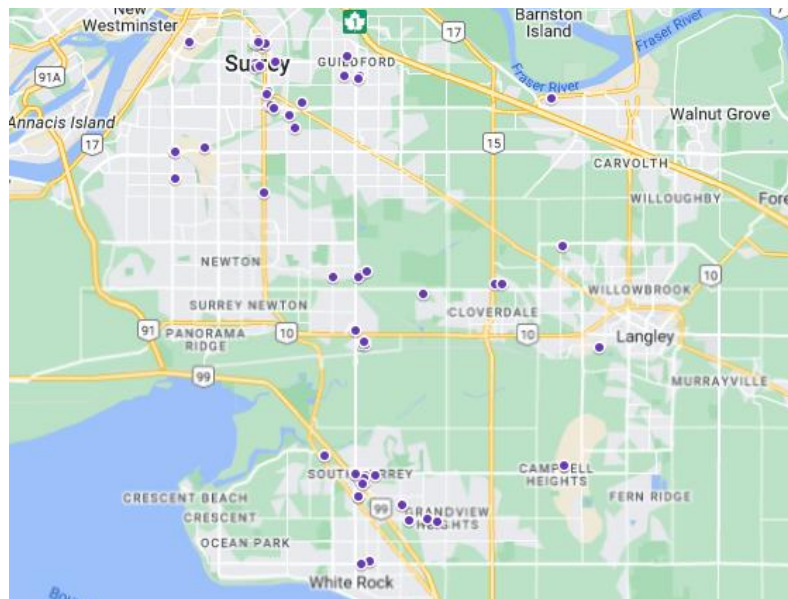 New
Westminster
Barnston
Island
Fraser River
1
17
7
Surrey
GUILDFORD
Fraser River
91A
Walnut Grove
Annacis Island
17
15
CARVOLTH
WILLOUGHBY
NEWTON
10
WILLOWBROOK
SURREY NEWTON
CLOVERDALE
91
PANORAMA
RIDGE
10
10
Langley
99
MURRAYVILLE
SOUTH SURREY
CAMPBELL
HEIGHTS
CRESCENT BEACH
FERN RIDGE
CRESCENT
99
GRANDVIEW
HEIGHTS
OCEAN PARK
White Rock